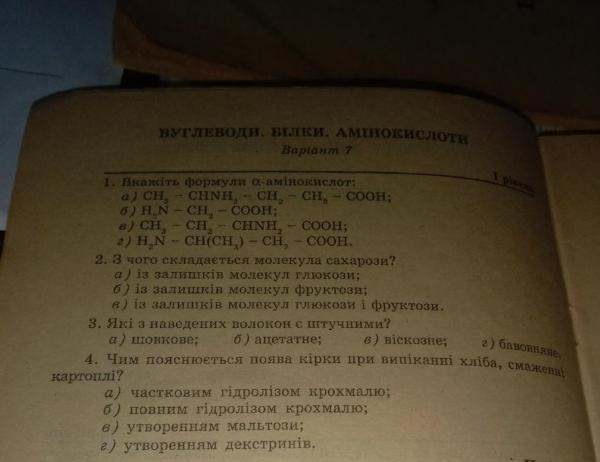 ВУГЛЕВОДИ. БІЛКИ. АМІНОКИСЛОТИ
Варіант 7
І рівень
1. Вкажіть формули α-амінокислот:
а) CH₃ – CHNH₂ – CH₂ – CH₂ – COOH;
б) H₂N – CH₂ – COOH;
в) CH₃ – CH₂ – CHNH₂ – COOH;
г) H₂N – CH(CH₃) – CH₂ – COOH.
2. З чого складається молекула сахарози?
а) із залишків молекул глюкози;
б) із залишків молекул фруктози;
в) із залишків молекул глюкози і фруктози.
3. Які з наведених волокон є штучними?
а) шовкове; б) ацетатне; в) віскозне; г) бавовняне.
4. Чим пояснюється поява кірки при випіканні хліба, смаженні
картоплі?
а) частковим гідролізом крохмалю;
б) повним гідролізом крохмалю;
в) утворенням мальтози;
г) утворенням декстринів.